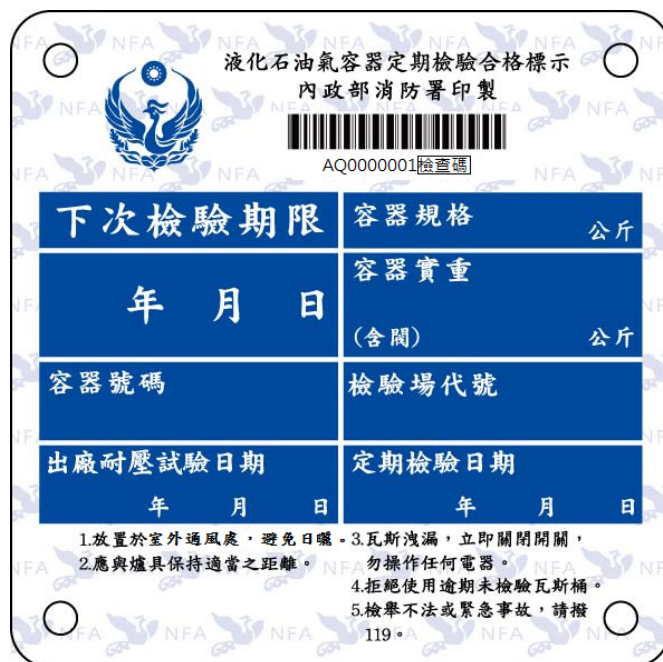 液化石油氣容器定期檢驗合格標示
內政部消防署印製
AQ0000001檢查碼
下次檢驗期限
年 月 日
容器規格
公斤
容器實重
(含閥) 公斤
容器號碼
檢驗場代號
出廠耐壓試驗日期
年 月 日
定期檢驗日期
年 月 日
1.放置於室外通風處，避免日曬。
2.應與爐具保持適當之距離。
3.瓦斯洩漏，立即關閉開關，
勿操作任何電器。
4.拒絕使用逾期未檢驗瓦斯桶。
5.檢舉不法或緊急事故，請撥
119。
NFA